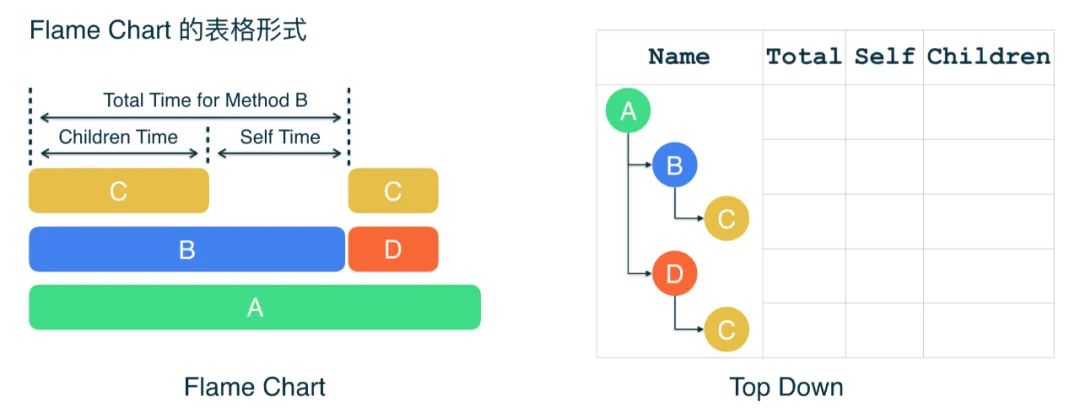 Flame Chart 的表格形式
Total Time for Method B
Children Time
Self Time
C
C
B
D
A
Flame Chart
Name
Total
Self
Children
A
B
C
D
C
Top Down